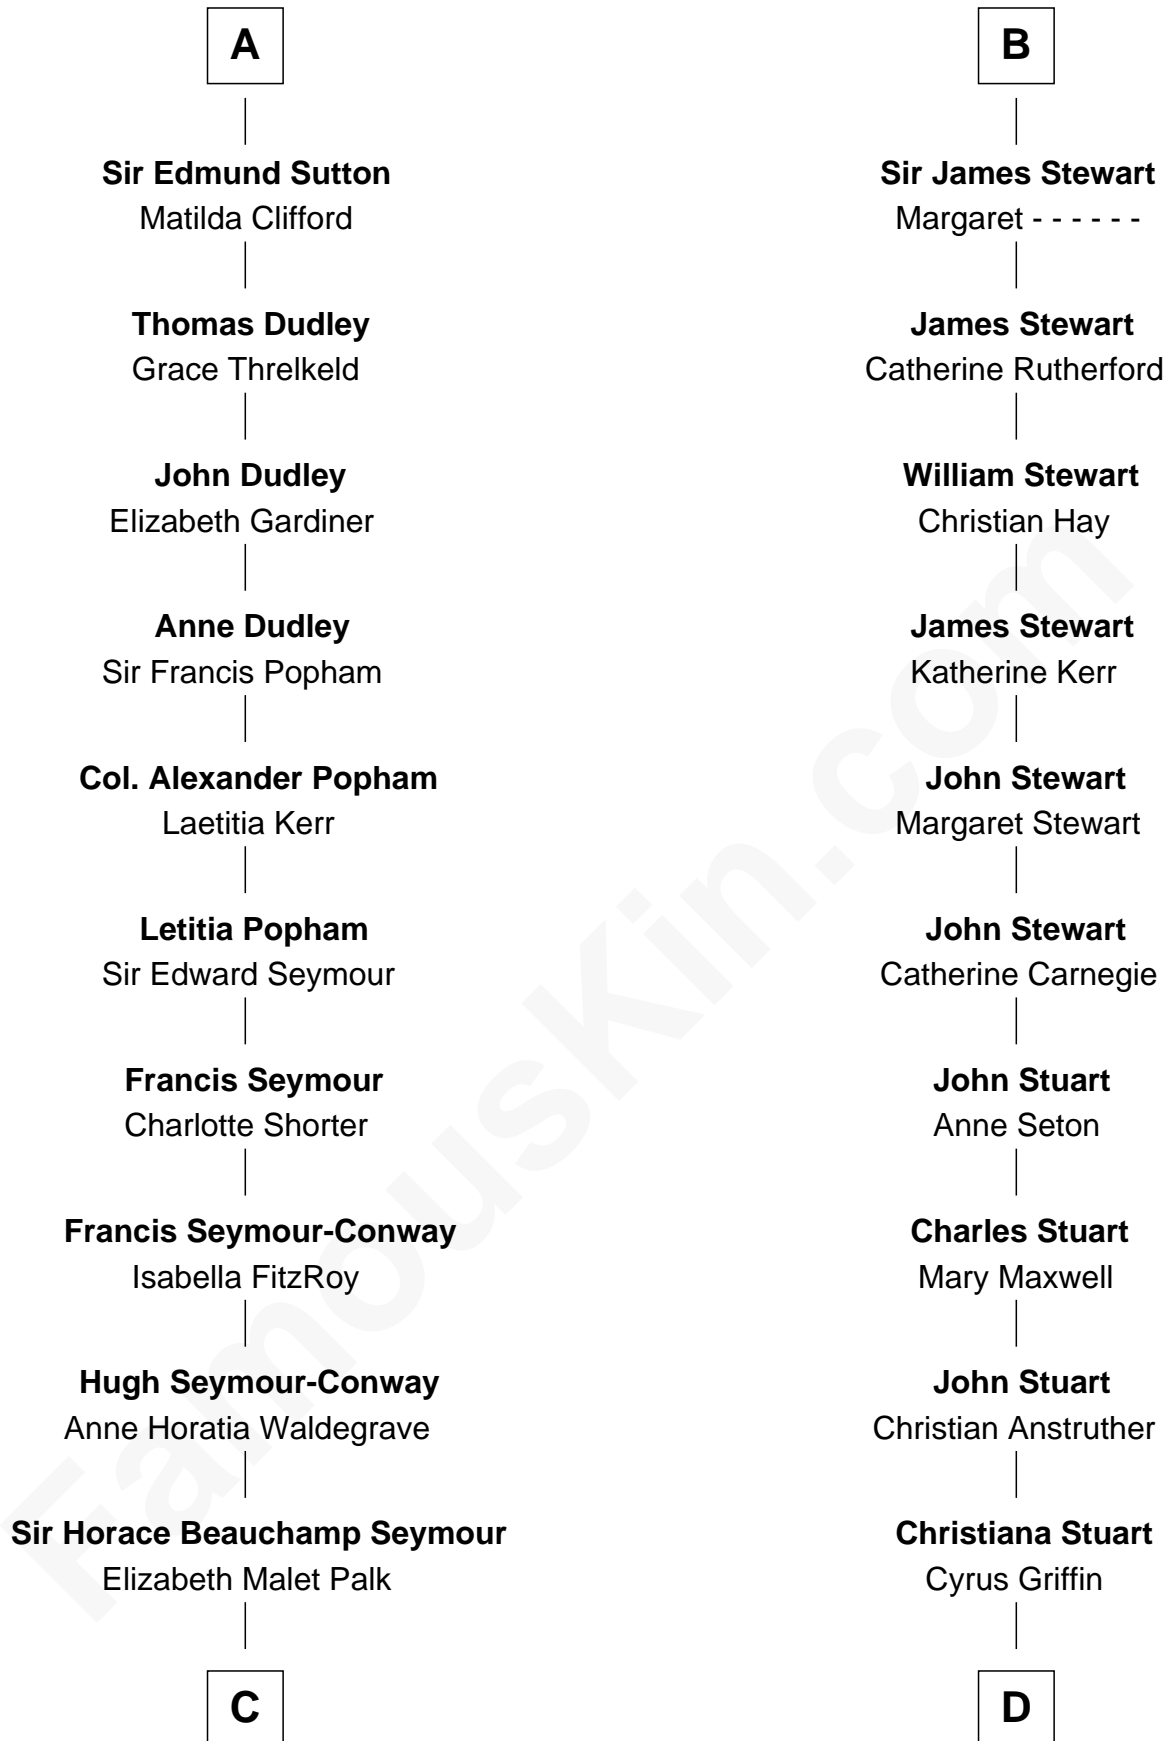 A
Sir Edmund Sutton
Matilda Clifford
Thomas Dudley
Grace Threlkeld
John Dudley
Elizabeth Gardiner
Anne Dudley
Sir Francis Popham
Col. Alexander Popham
Laetitia Kerr
Letitia Popham
Sir Edward Seymour
Francis Seymour
Charlotte Shorter
Francis Seymour-Conway
Isabella FitzRoy
Hugh Seymour-Conway
Anne Horatia Waldegrave
Sir Horace Beauchamp Seymour
Elizabeth Malet Palk
C
B
Sir James Stewart
Margaret - - - - - -
James Stewart
Catherine Rutherford
William Stewart
Christian Hay
James Stewart
Katherine Kerr
John Stewart
Margaret Stewart
John Stewart
Catherine Carnegie
John Stuart
Anne Seton
Charles Stuart
Mary Maxwell
John Stuart
Christian Anstruther
Christiana Stuart
Cyrus Griffin
D
FamousKin.com